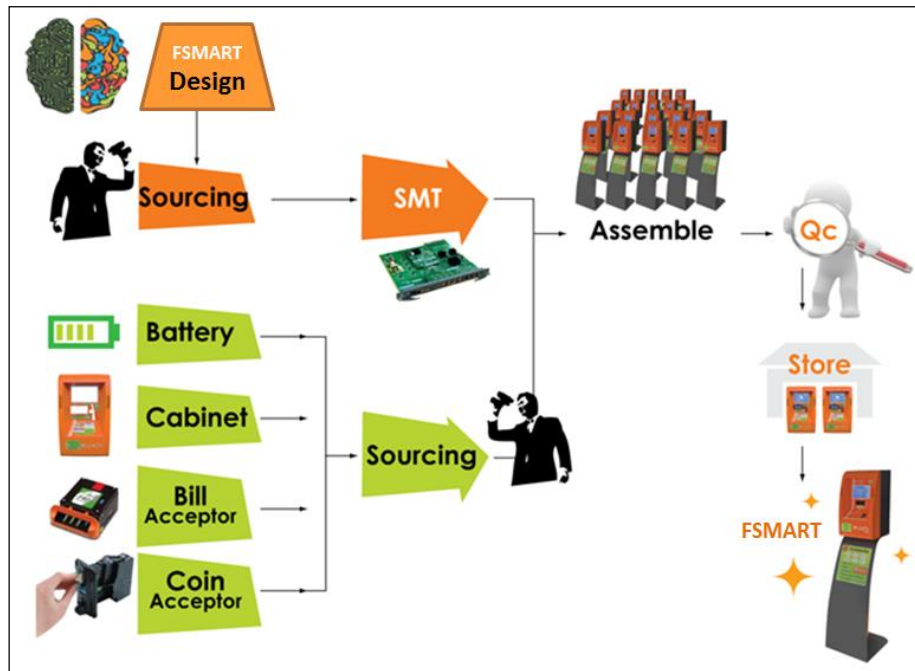 FSMART
Design
Sourcing
SMT
Assemble
Qc
Battery
Cabinet
Bill
Acceptor
Coin
Acceptor
Sourcing
Store
FSMART